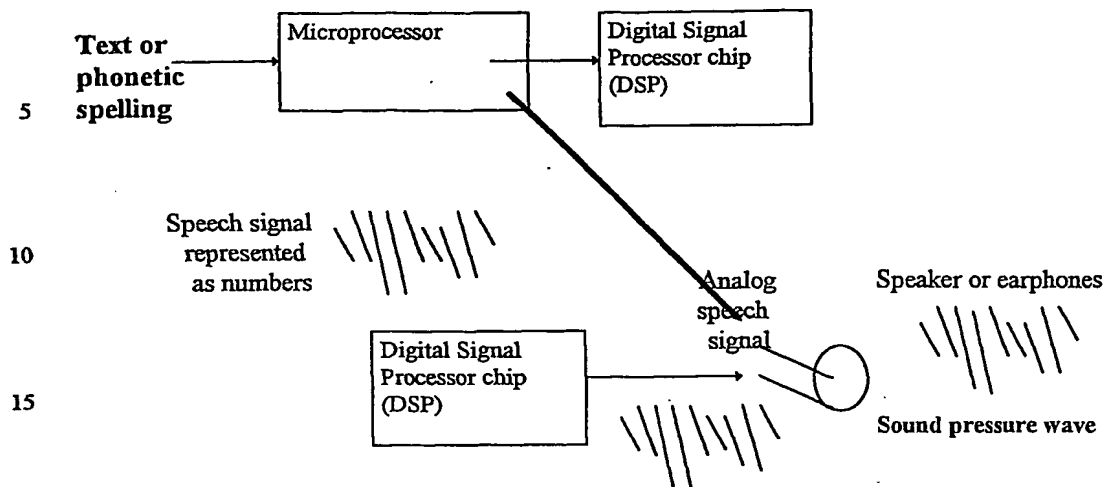 Text or
phonetic
spelling
Microprocessor
Digital Signal
Processor chip
(DSP)
5
Speech signal
represented
as numbers
10
Analog
speech
signal
Speaker or earphones
Digital Signal
Processor chip
(DSP)
15
Sound pressure wave